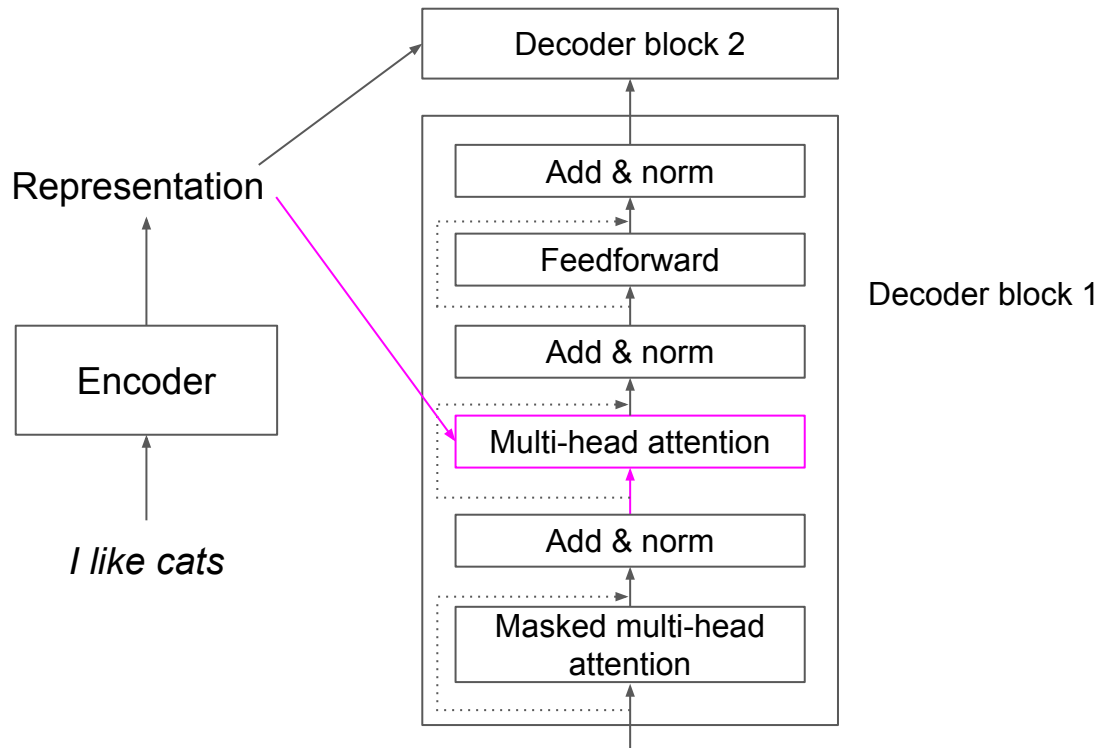 Decoder block 2
Add & norm
Representation
Feedforward
Decoder block 1
Add & norm
Encoder
Multi-head attention
Add & norm
I like cats
Masked multi-head
attention